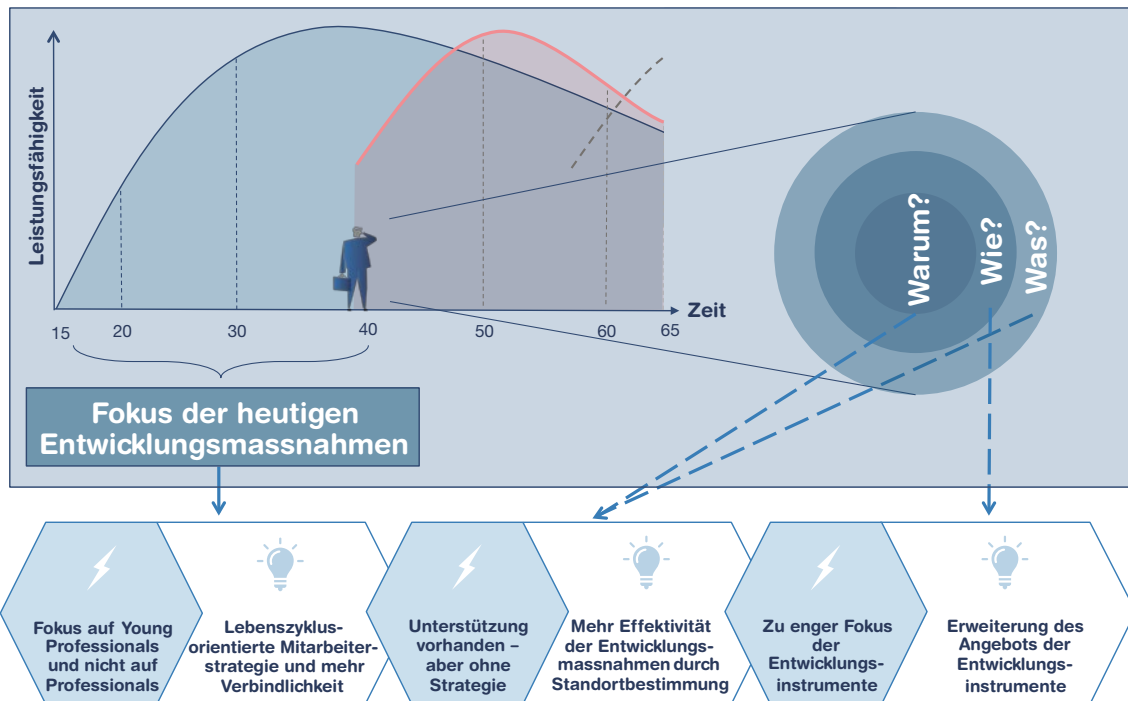 Leistungsfähigkeit
Zeit
15
20
30
40
50
60
65
Fokus der heutigen
Entwicklungsmassnahmen
Warum?
Wie?
Was?
Fokus auf Young
Professionals
und nicht auf
Professionals
Lebenszyklus-
orientierte Mitarbeiter-
strategie und mehr
Verbindlichkeit
Unterstützung
vorhanden –
aber ohne
Strategie
Mehr Effektivität
der Entwicklungs-
massnahmen durch
Standortbestimmung
Zu enger Fokus
der
Entwicklungs-
instrumente
Erweiterung des
Angebots der
Entwicklungs-
instrumente